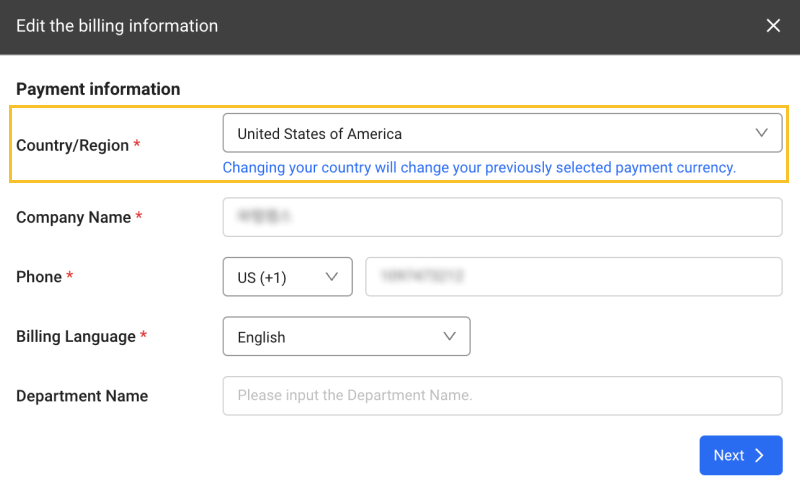 Edit the billing information
Payment information
Country/Region *
United States of America
Changing your country will change your previously selected payment currency.
Company Name *
Phone *
US (+1)
Billing Language *
English
Department Name
Please input the Department Name.
Next